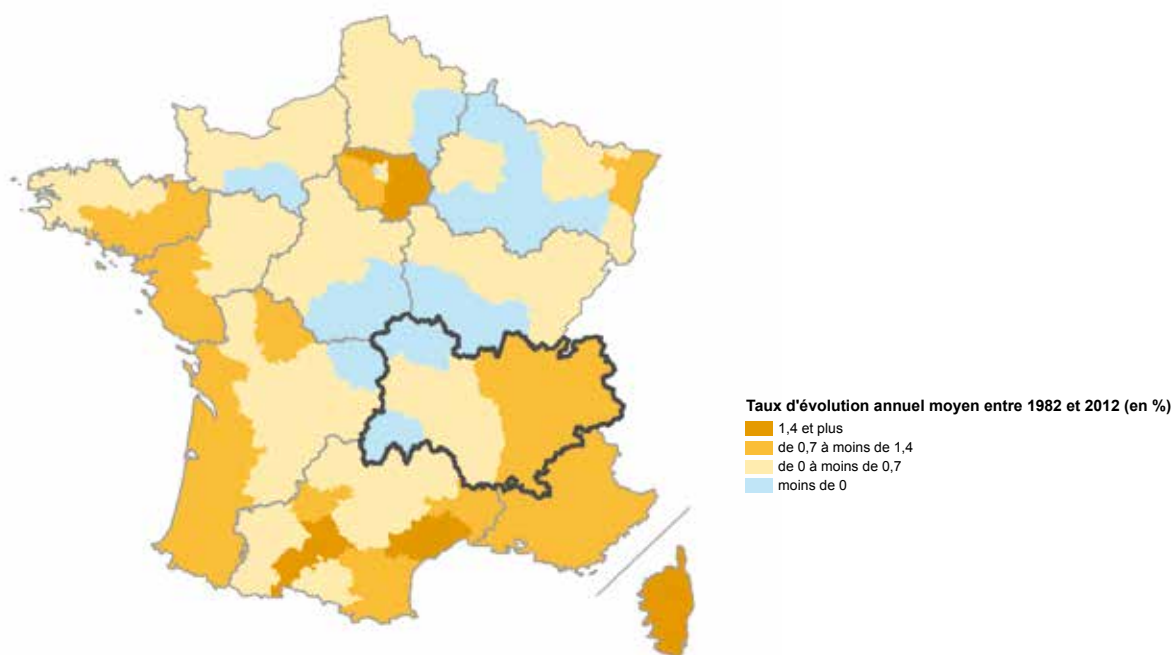 Taux d'évolution annuel moyen entre 1982 et 2012 (en %)
1,4 et plus
de 0,7 à moins de 1,4
de 0 à moins de 0,7
moins de 0